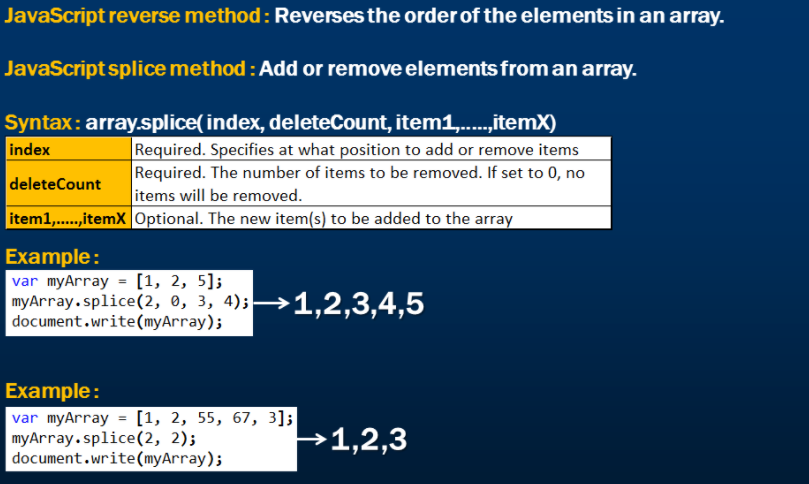 JavaScript reverse method : Reverses the order of the elements in an array.
JavaScript splice method : Add or remove elements from an array.
Syntax : array.splice( index, deleteCount, item1,.....,itemX)
index Required. Specifies at what position to add or remove items
deleteCount Required. The number of items to be removed. If set to 0, no
items will be removed.
item1,.....,itemX Optional. The new item(s) to be added to the array
Example :
var myArray = [1, 2, 5];
myArray.splice(2, 0, 3, 4); → 1,2,3,4,5
document.write(myArray);
Example :
var myArray = [1, 2, 55, 67, 3];
myArray.splice(2, 2); → 1,2,3
document.write(myArray);